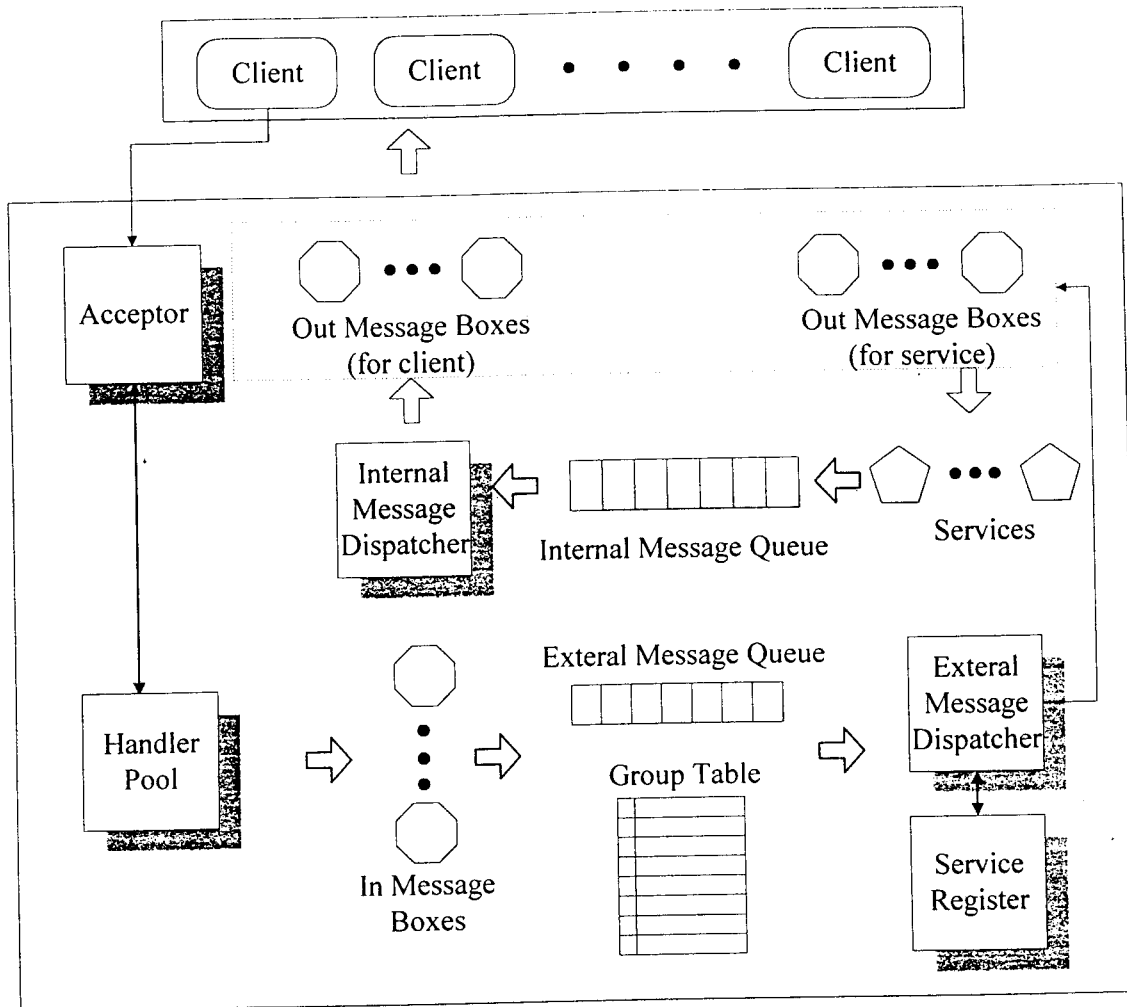 Client
Client
Client
Acceptor
Out Message Boxes
(for client)
Out Message Boxes
(for service)
Internal
Message
Dispatcher
Internal Message Queue
Services
Handler
Pool
In Message
Boxes
Exteral Message Queue
Group Table
Exteral
Message
Dispatcher
Service
Register